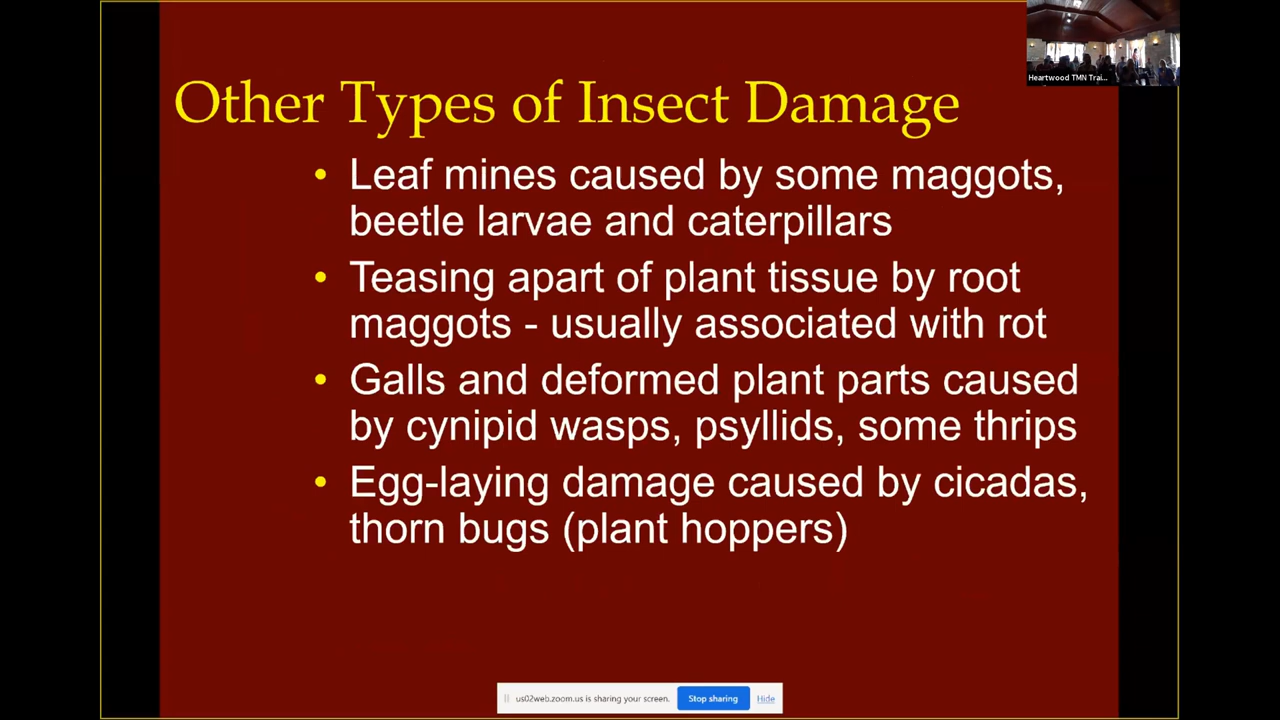 Heartwood TMN Trai...
Other Types of Insect Damage
• Leaf mines caused by some maggots,
beetle larvae and caterpillars
• Teasing apart of plant tissue by root
maggots - usually associated with rot
• Galls and deformed plant parts caused
by cynipid wasps, psyllids, some thrips
• Egg-laying damage caused by cicadas,
thorn bugs (plant hoppers)
us02web.zoom.us is sharing your screen. Stop sharing Hide